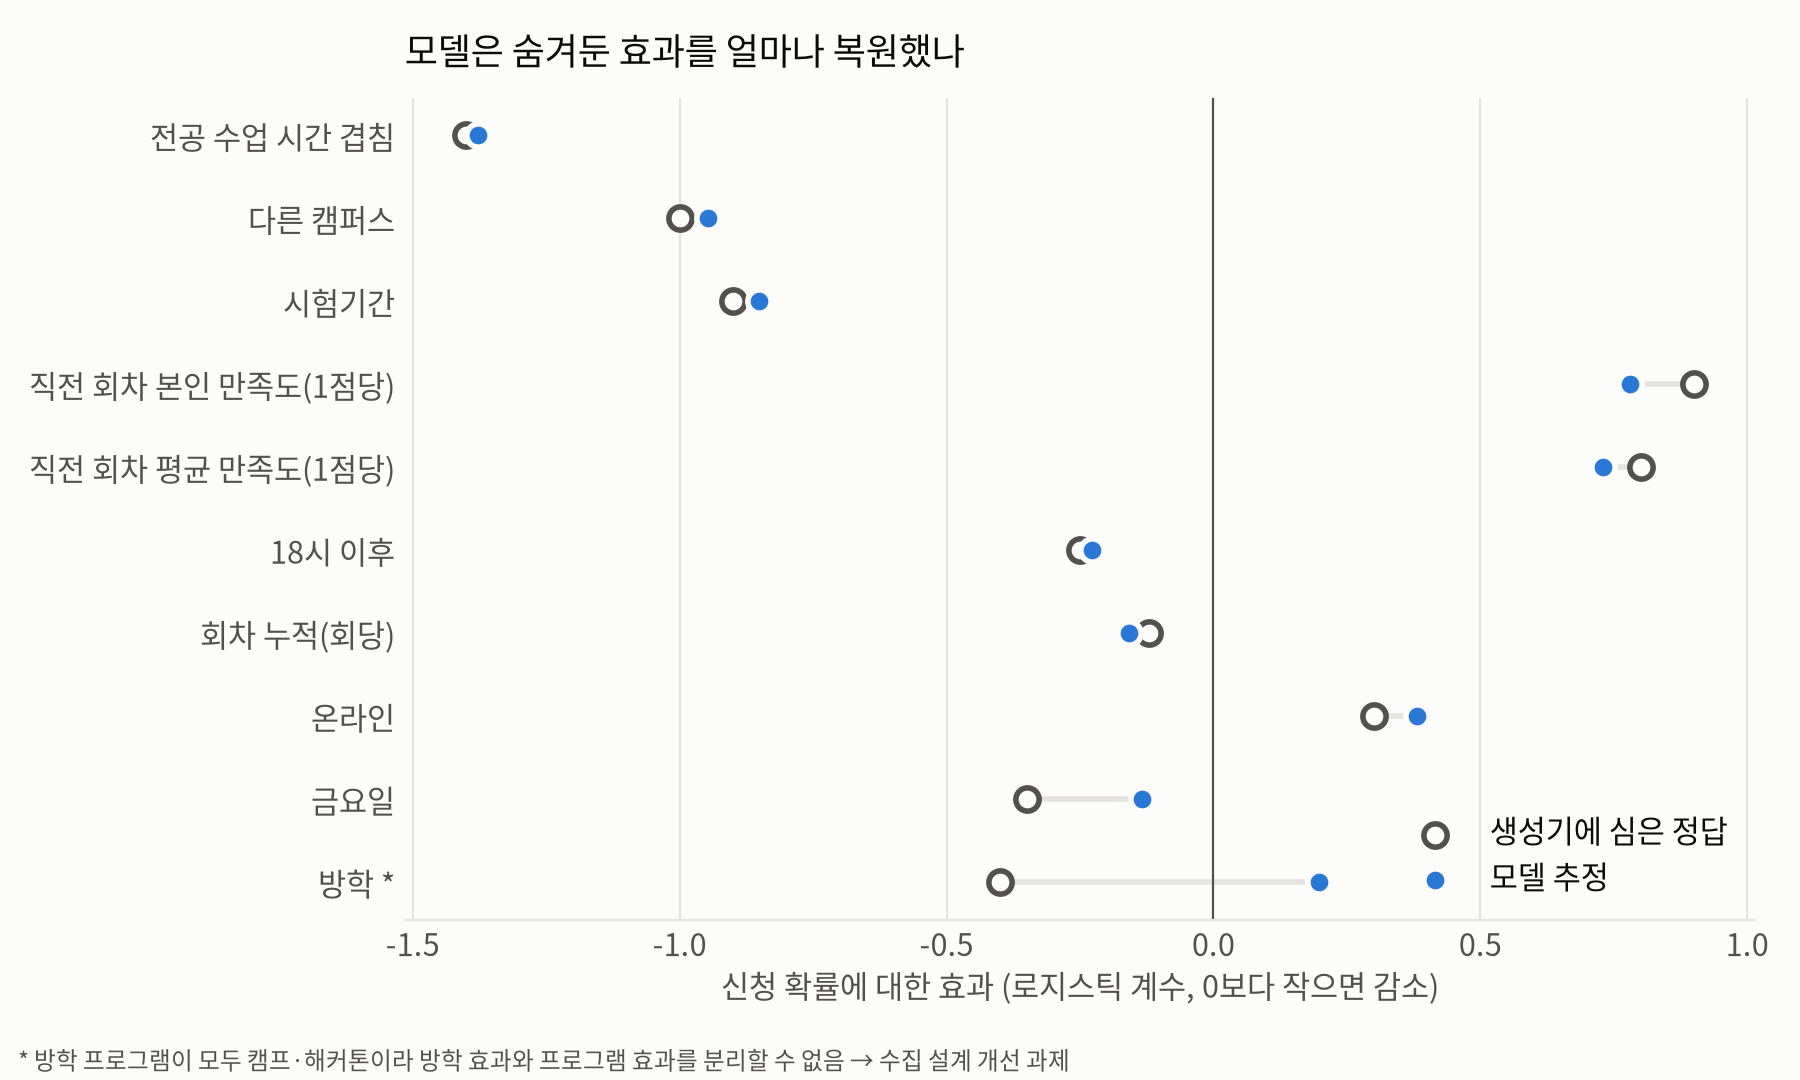 모델은 숨겨둔 효과를 얼마나 복원했나
전공 수업 시간 겹침
다른 캠퍼스
시험기간
직전 회차 본인 만족도(1점당)
직전 회차 평균 만족도(1점당)
18시 이후
회차 누적(회당)
온라인
금요일
방학 *
생성기에 심은 정답
모델 추정
-1.5 -1.0 -0.5 0.0 0.5 1.0
신청 확률에 대한 효과 (로지스틱 계수, 0보다 작으면 감소)
* 방학 프로그램이 모두 캠프·해커톤이라 방학 효과와 프로그램 효과를 분리할 수 없음 → 수집 설계 개선 과제